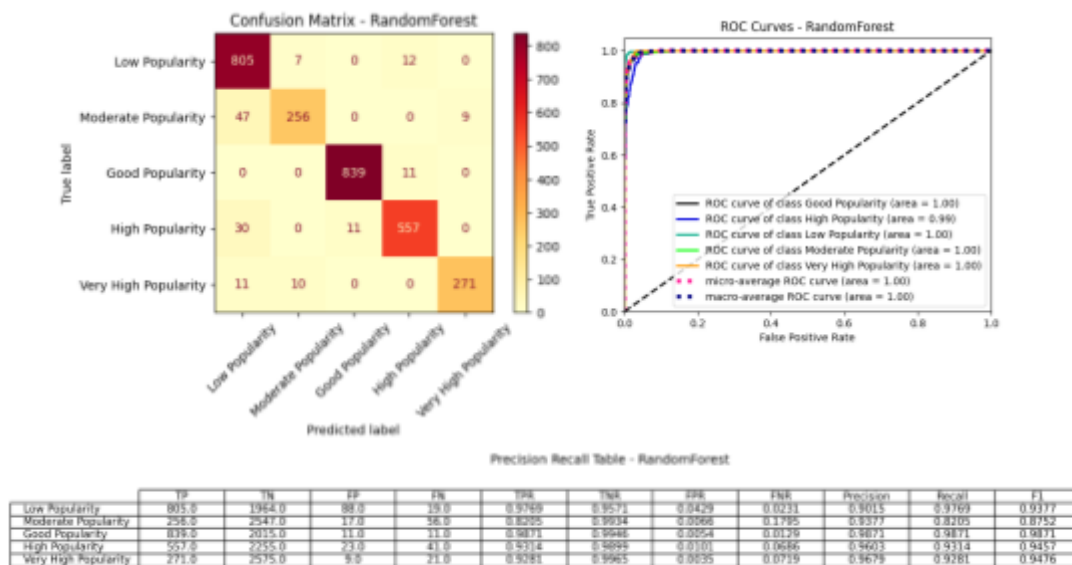 Confusion Matrix - RandomForest
True label
Low Popularity 805 7 0 12 0
Moderate Popularity 47 256 0 0 9
Good Popularity 0 0 839 11 0
High Popularity 30 0 11 557 0
Very High Popularity 11 10 0 0 271
Low Popularity Moderate Popularity Good Popularity High Popularity Very High Popularity
Predicted label
800
700
600
500
400
300
200
100
0
ROC Curves - RandomForest
True Positive Rate
1.0
0.8
0.6
0.4
0.2
0.0
ROC curve of class Good Popularity (area = 1.00)
ROC curve of class High Popularity (area = 0.99)
ROC curve of class Low Popularity (area = 1.00)
ROC curve of class Moderate Popularity (area = 1.00)
ROC curve of class Very High Popularity (area = 1.00)
micro-average ROC curve (area = 1.00)
macro-average ROC curve (area = 1.00)
0.0 0.2 0.4 0.6 0.8 1.0
False Positive Rate
Precision Recall Table - RandomForest
TP TN FP FN TPR TNR FPR FNR Precision Recall F1
Low Popularity 805.0 1964.0 88.0 19.0 0.9769 0.9571 0.0429 0.0231 0.9015 0.9769 0.9377
Moderate Popularity 256.0 2547.0 17.0 56.0 0.8205 0.9934 0.0066 0.1795 0.9377 0.8205 0.8752
Good Popularity 839.0 2015.0 11.0 11.0 0.9871 0.9946 0.0054 0.0129 0.9871 0.9871 0.9871
High Popularity 557.0 2255.0 23.0 41.0 0.9314 0.9899 0.0101 0.0686 0.9603 0.9314 0.9457
Very High Popularity 271.0 2575.0 9.0 21.0 0.9281 0.9965 0.0035 0.0719 0.9679 0.9281 0.9476